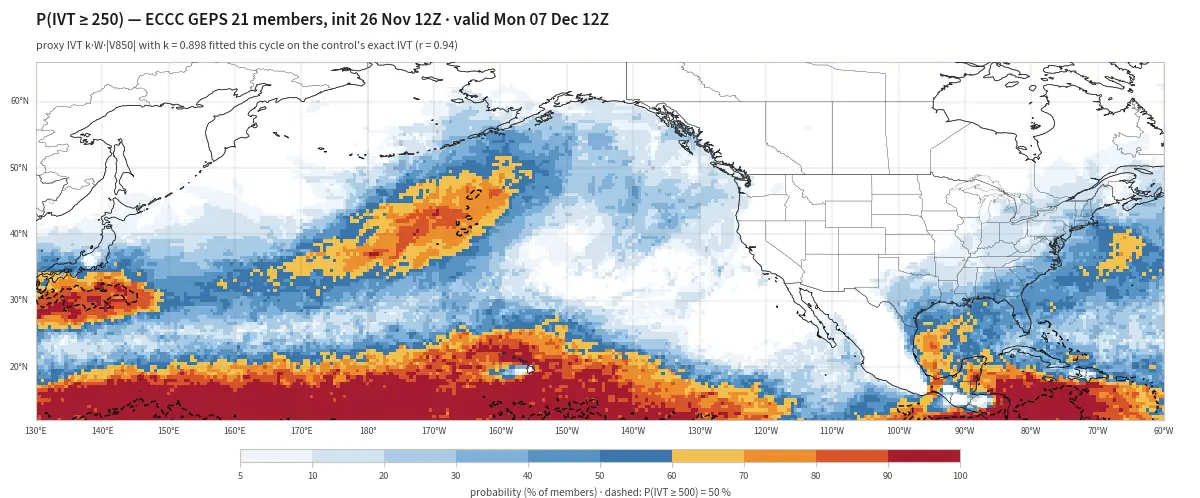 P(IVT ≥ 250) — ECCC GEPS 21 members, init 26 Nov 12Z · valid Mon 07 Dec 12Z
proxy IVT k·W·|V850| with k = 0.898 fitted this cycle on the control's exact IVT (r = 0.94)
60°N
50°N
40°N
30°N
20°N
130°E 140°E 150°E 160°E 170°E 180° 170°W 160°W 150°W 140°W 130°W 120°W 110°W 100°W 90°W 80°W 70°W 60°W
5 10 20 30 40 50 60 70 80 90 100
probability (% of members) · dashed: P(IVT ≥ 500) = 50 %